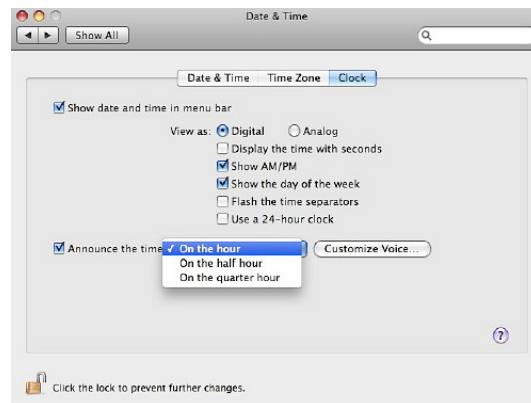 Date & Time
Show All
Date & Time Time Zone Clock
Show date and time in menu bar
View as: Digital Analog
Display the time with seconds
Show AM/PM
Show the day of the week
Flash the time separators
Use a 24-hour clock
Announce the time ✓ On the hour Customize Voice...
On the half hour
On the quarter hour
?
Click the lock to prevent further changes.